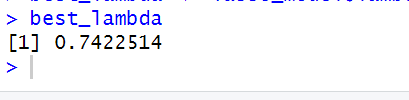 > best_lambda
[1] 0.7422514
>